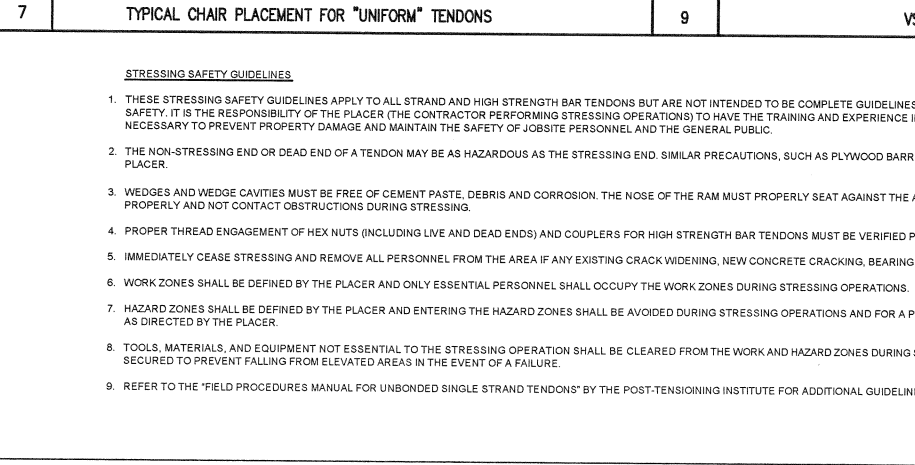 7 TYPICAL CHAIR PLACEMENT FOR "UNIFORM" TENDONS 9
STRESSING SAFETY GUIDELINES
1. THESE STRESSING SAFETY GUIDELINES APPLY TO ALL STRAND AND HIGH STRENGTH BAR TENDONS BUT ARE NOT INTENDED TO BE COMPLETE GUIDELINES
SAFETY. IT IS THE RESPONSIBILITY OF THE PLACER (THE CONTRACTOR PERFORMING STRESSING OPERATIONS) TO HAVE THE TRAINING AND EXPERIENCE
NECESSARY TO PREVENT PROPERTY DAMAGE AND MAINTAIN THE SAFETY OF JOBSITE PERSONNEL AND THE GENERAL PUBLIC.
2. THE NON-STRESSING END OR DEAD END OF A TENDON MAY BE AS HAZARDOUS AS THE STRESSING END. SIMILAR PRECAUTIONS, SUCH AS PLYWOOD BARR
PLACER.
3. WEDGES AND WEDGE CAVITIES MUST BE FREE OF CEMENT PASTE, DEBRIS AND CORROSION. THE NOSE OF THE RAM MUST PROPERLY SEAT AGAINST THE A
PROPERLY AND NOT CONTACT OBSTRUCTIONS DURING STRESSING.
4. PROPER THREAD ENGAGEMENT OF HEX NUTS (INCLUDING LIVE AND DEAD ENDS) AND COUPLERS FOR HIGH STRENGTH BAR TENDONS MUST BE VERIFIED P
5. IMMEDIATELY CEASE STRESSING AND REMOVE ALL PERSONNEL FROM THE AREA IF ANY EXISTING CRACK WIDENING, NEW CONCRETE CRACKING, BEARING
6. WORK ZONES SHALL BE DEFINED BY THE PLACER AND ONLY ESSENTIAL PERSONNEL SHALL OCCUPY THE WORK ZONES DURING STRESSING OPERATIONS.
7. HAZARD ZONES SHALL BE DEFINED BY THE PLACER AND ENTERING THE HAZARD ZONES SHALL BE AVOIDED DURING STRESSING OPERATIONS AND FOR A P
AS DIRECTED BY THE PLACER.
8. TOOLS, MATERIALS, AND EQUIPMENT NOT ESSENTIAL TO THE STRESSING OPERATION SHALL BE CLEARED FROM THE WORK AND HAZARD ZONES DURING
SECURED TO PREVENT FALLING FROM ELEVATED AREAS IN THE EVENT OF A FAILURE.
9. REFER TO THE "FIELD PROCEDURES MANUAL FOR UNBONDED SINGLE STRAND TENDONS" BY THE POST-TENSIOINING INSTITUTE FOR ADDITIONAL GUIDELIN